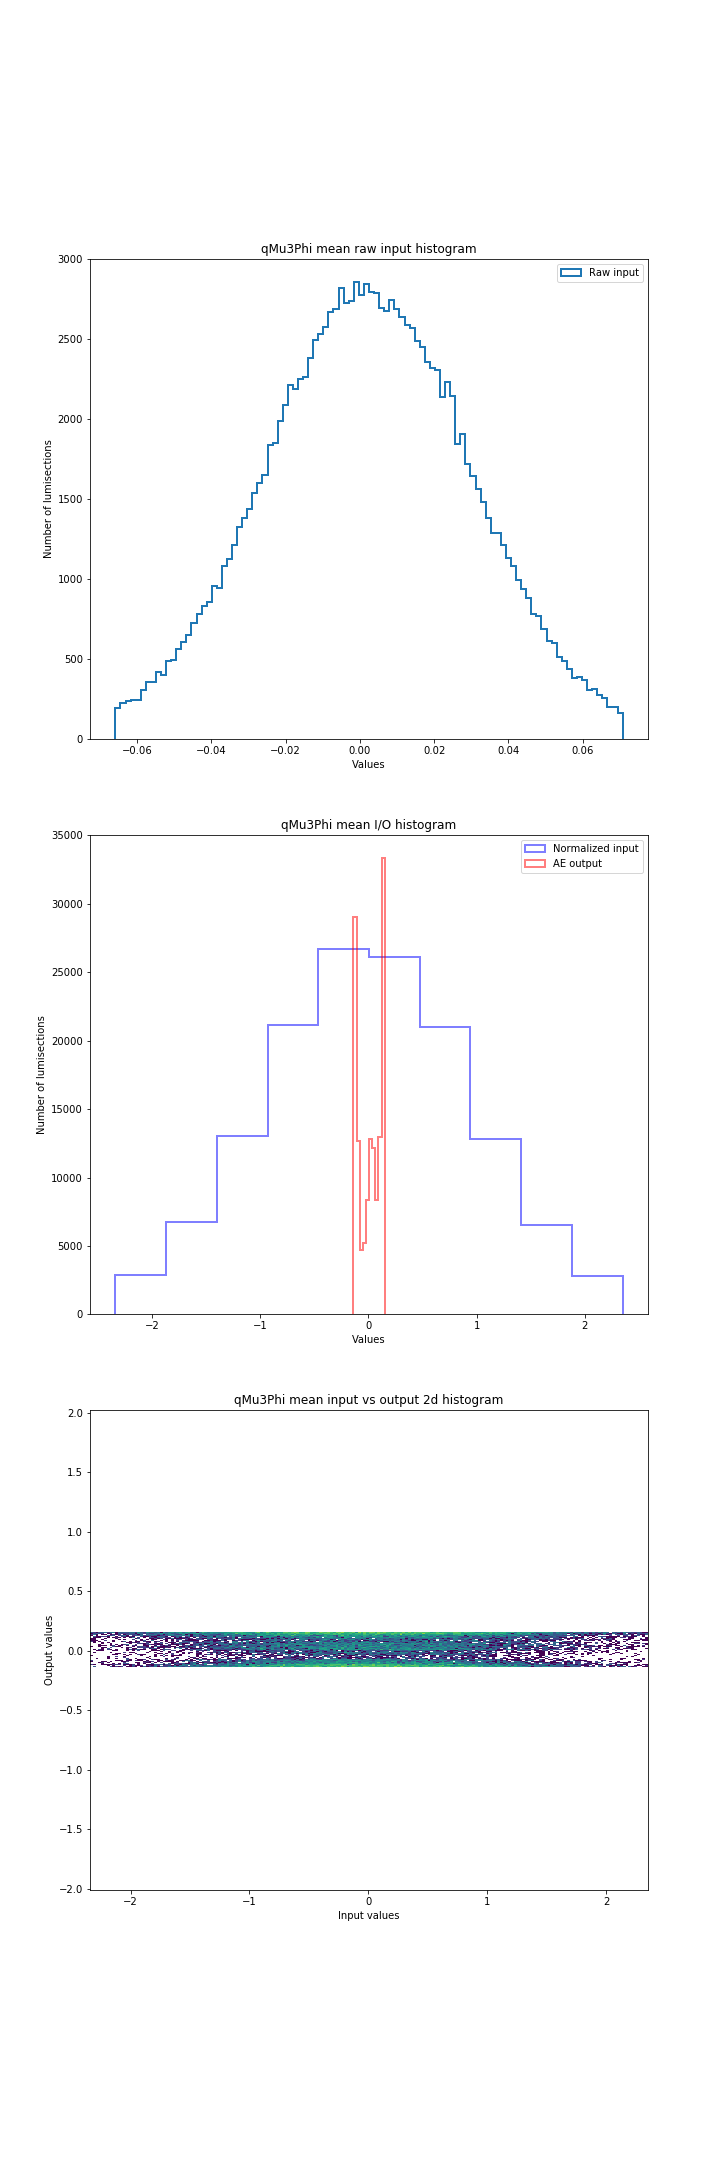 qMu3Phi mean raw input histogram
3000
2500
2000
1500
1000
500
0
Number of lumisections
Raw input
−0.06 −0.04 −0.02 0.00 0.02 0.04 0.06
Values
qMu3Phi mean I/O histogram
35000
30000
25000
20000
15000
10000
5000
0
Number of lumisections
Normalized input
AE output
−2 −1 0 1 2
Values
qMu3Phi mean input vs output 2d histogram
2.0
1.5
1.0
0.5
0.0
−0.5
−1.0
−1.5
−2.0
Output values
−2 −1 0 1 2
Input values